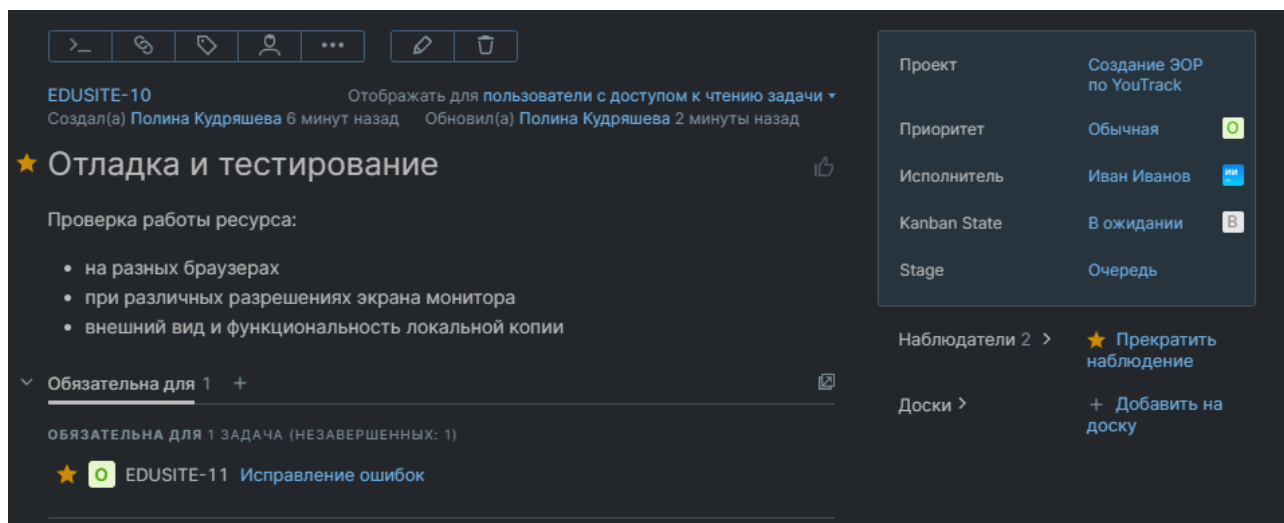 EDUSITE-10 Отображать для пользователи с доступом к чтению задачи
Создал(а) Полина Кудряшева 6 минут назад Обновил(а) Полина Кудряшева 2 минуты назад
Отладка и тестирование
Проверка работы ресурса:
• на разных браузерах
• при различных разрешениях экрана монитора
• внешний вид и функциональность локальной копии
Обязательна для 1 +
ОБЯЗАТЕЛЬНА ДЛЯ 1 ЗАДАЧА (НЕЗАВЕРШЕННЫХ: 1)
О EDUSITE-11 Исправление ошибок
Проект Создание ЭОР
по YouTrack
Приоритет Обычная О
Исполнитель Иван Иванов ИИ
Kanban State В ожидании В
Stage Очередь
Наблюдатели 2 > Прекратить
наблюдение
Доски > + Добавить на
доску